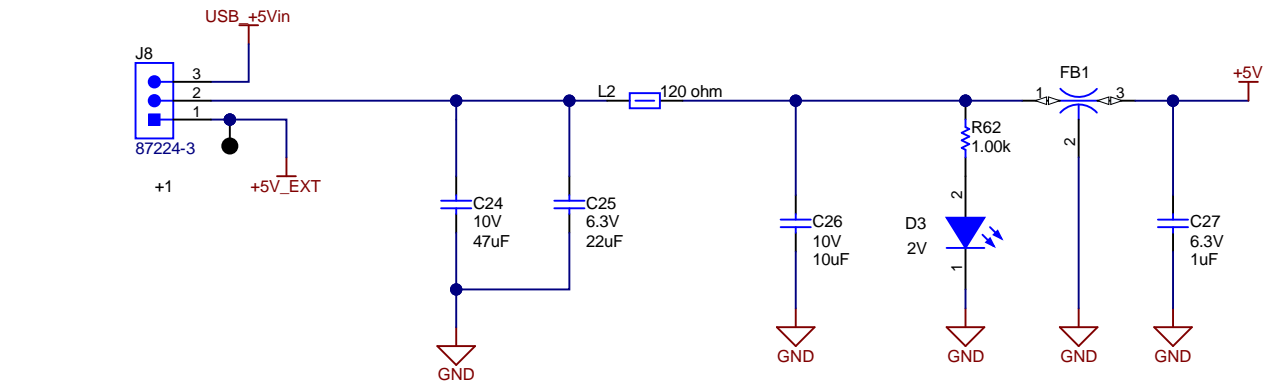 USB_+5Vin
J8
3
2
1
87224-3
+1
+5V_EXT
C24
10V
47uF
C25
6.3V
22uF
GND
L2
120 ohm
C26
10V
10uF
GND
R62
1.00k
2
D3
2V
1
GND
FB1
1
3
2
GND
+5V
C27
6.3V
1uF
GND